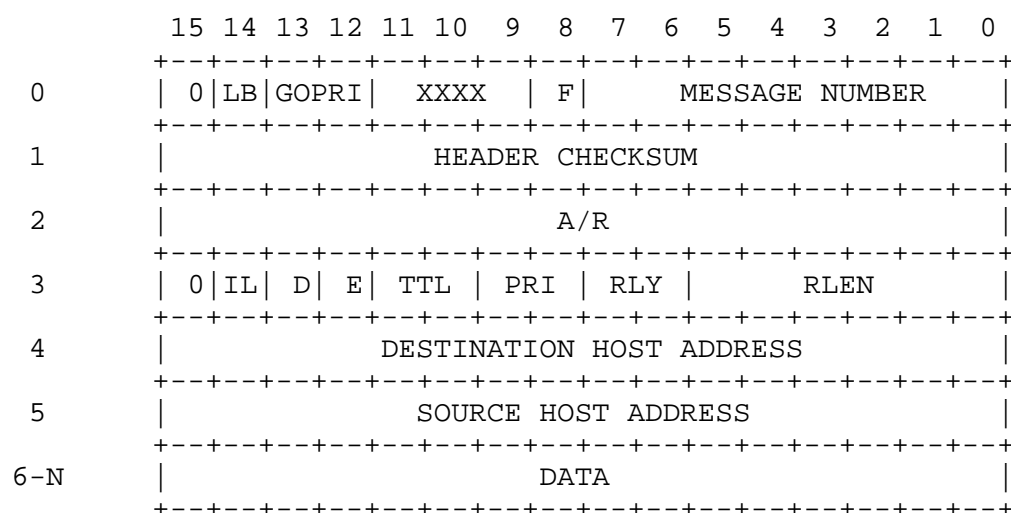 15 14 13 12 11 10  9  8  7  6  5  4  3  2  1  0
      +--+--+--+--+--+--+--+--+--+--+--+--+--+--+--+--+
0     | 0|LB|GOPRI|  XXXX  | F|     MESSAGE NUMBER    |
      +--+--+--+--+--+--+--+--+--+--+--+--+--+--+--+--+
1     |               HEADER CHECKSUM                 |
      +--+--+--+--+--+--+--+--+--+--+--+--+--+--+--+--+
2     |                      A/R                      |
      +--+--+--+--+--+--+--+--+--+--+--+--+--+--+--+--+
3     | 0|IL| D| E| TTL | PRI | RLY |      RLEN       |
      +--+--+--+--+--+--+--+--+--+--+--+--+--+--+--+--+
4     |            DESTINATION HOST ADDRESS           |
      +--+--+--+--+--+--+--+--+--+--+--+--+--+--+--+--+
5     |              SOURCE HOST ADDRESS              |
      +--+--+--+--+--+--+--+--+--+--+--+--+--+--+--+--+
6-N   |                     DATA                      |
      +--+--+--+--+--+--+--+--+--+--+--+--+--+--+--+--+